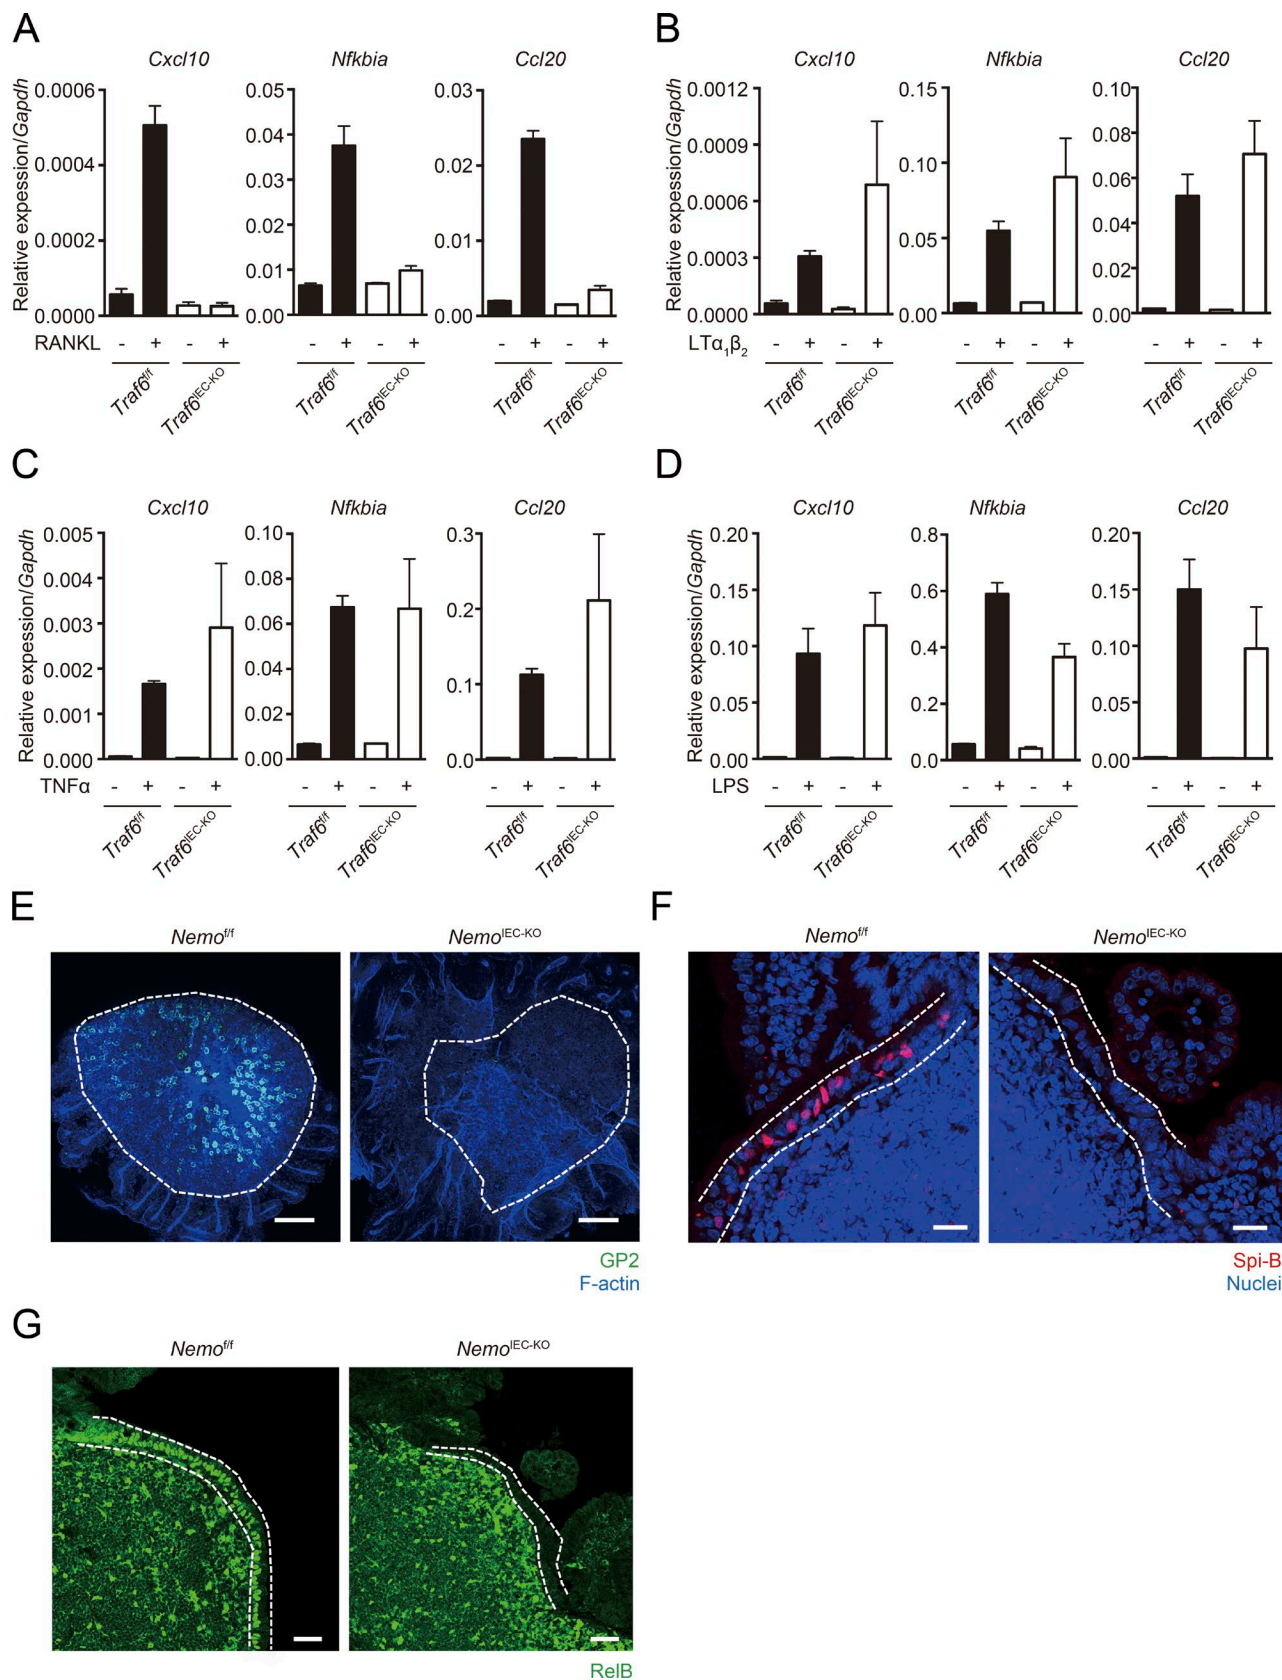 A
Cxcl10 Nfkbia Ccl20
Relative expession/Gapdh
0.0006
0.0004
0.0002
0.0000
0.05
0.04
0.03
0.02
0.01
0.00
0.03
0.02
0.01
0.00
RANKL - + - + - + - + - + - +
Traf6f/f Traf6IEC-KO Traf6f/f Traf6IEC-KO Traf6f/f Traf6IEC-KO
B
Cxcl10 Nfkbia Ccl20
Relative expession/Gapdh
0.0012
0.0009
0.0006
0.0003
0.0000
0.15
0.10
0.05
0.00
0.10
0.08
0.06
0.04
0.02
0.00
LTα1β2 - + - + - + - + - + - +
Traf6f/f Traf6IEC-KO Traf6f/f Traf6IEC-KO Traf6f/f Traf6IEC-KO
C
Cxcl10 Nfkbia Ccl20
Relative expession/Gapdh
0.005
0.004
0.003
0.002
0.001
0.000
0.10
0.08
0.06
0.04
0.02
0.00
0.3
0.2
0.1
0.0
TNFα - + - + - + - + - + - +
Traf6f/f Traf6IEC-KO Traf6f/f Traf6IEC-KO Traf6f/f Traf6IEC-KO
D
Cxcl10 Nfkbia Ccl20
Relative expession/Gapdh
0.20
0.15
0.10
0.05
0.00
0.8
0.6
0.4
0.2
0.0
0.20
0.15
0.10
0.05
0.00
LPS - + - + - + - + - + - +
Traf6f/f Traf6IEC-KO Traf6f/f Traf6IEC-KO Traf6f/f Traf6IEC-KO
E
Nemof/f NemoIEC-KO
GP2
F-actin
F
Nemof/f NemoIEC-KO
Spi-B
Nuclei
G
Nemof/f NemoIEC-KO
RelB